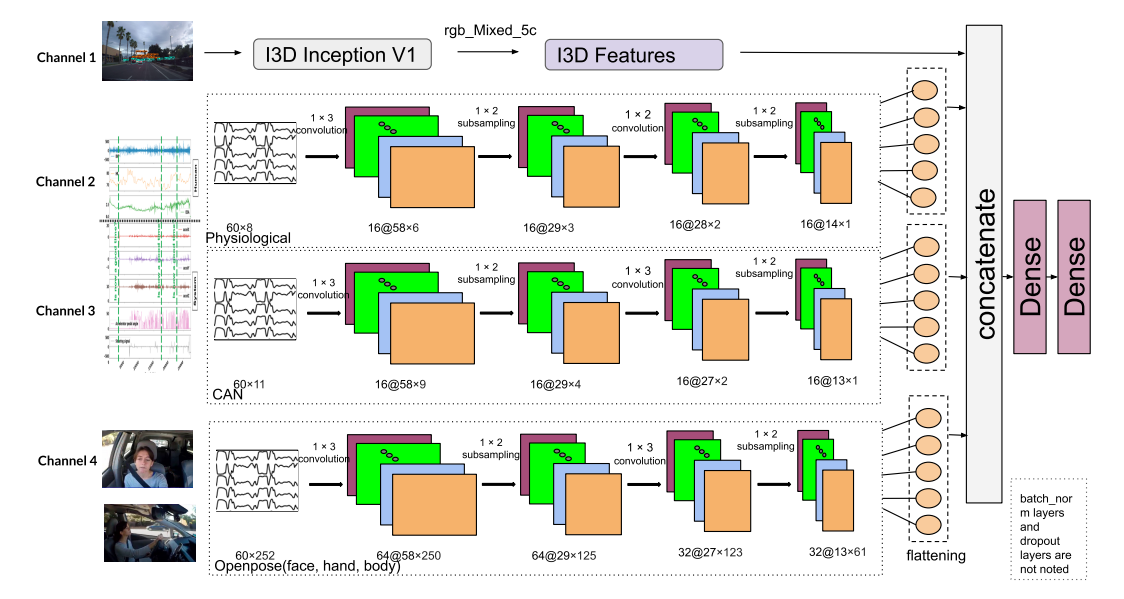 rgb_Mixed_5c
Channel 1
I3D Inception V1
I3D Features
1 × 3
convolution
1 × 2
subsampling
1 × 2
convolution
1 × 2
subsampling
Channel 2
60×8
16@58×6
16@29×3
16@28×2
16@14×1
Physiological
1 × 3
convolution
1 × 2
subsampling
1 × 3
convolution
1 × 2
subsampling
Channel 3
60×11
16@58×9
16@29×4
16@27×2
16@13×1
CAN
1 × 3
convolution
1 × 2
subsampling
1 × 3
convolution
1 × 2
subsampling
Channel 4
60×252
64@58×250
64@29×125
32@27×123
32@13×61
Openpose(face, hand, body)
flattening
concatenate
Dense
Dense
batch_nor
m layers
and
dropout
layers are
not noted